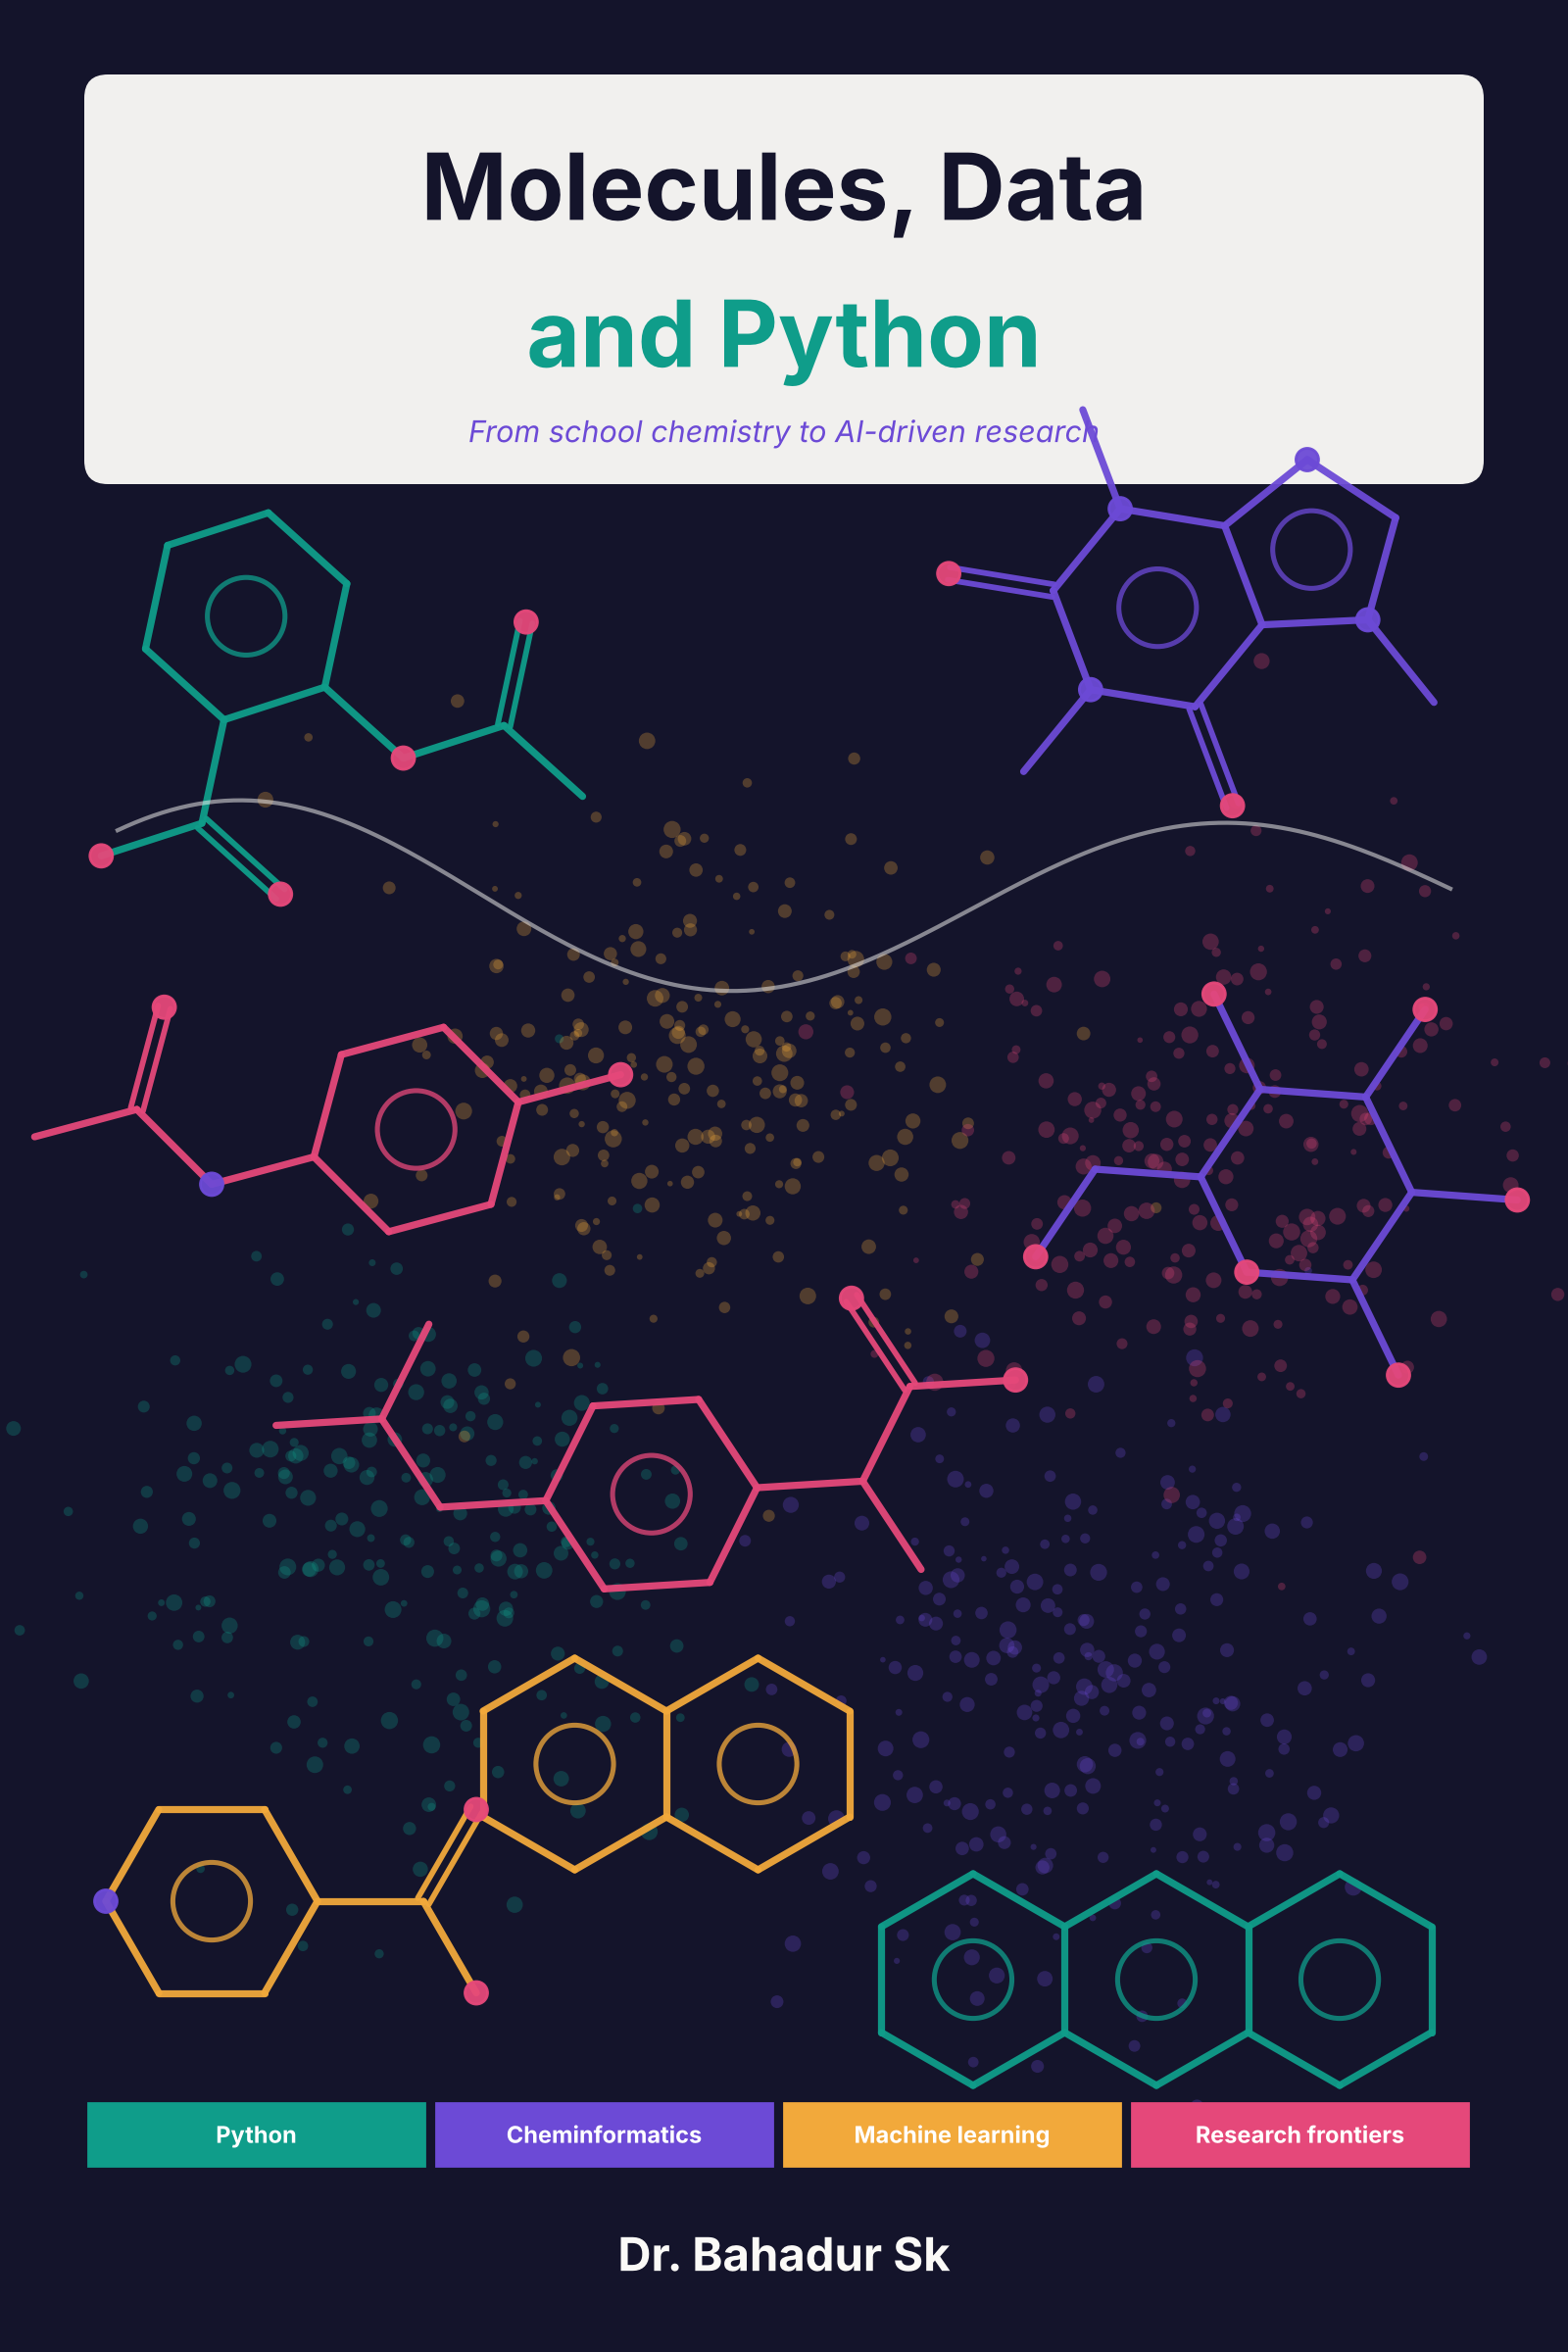 Molecules, Data
and Python
From school chemistry to AI-driven research
Python
Cheminformatics
Machine learning
Research frontiers
Dr. Bahadur Sk